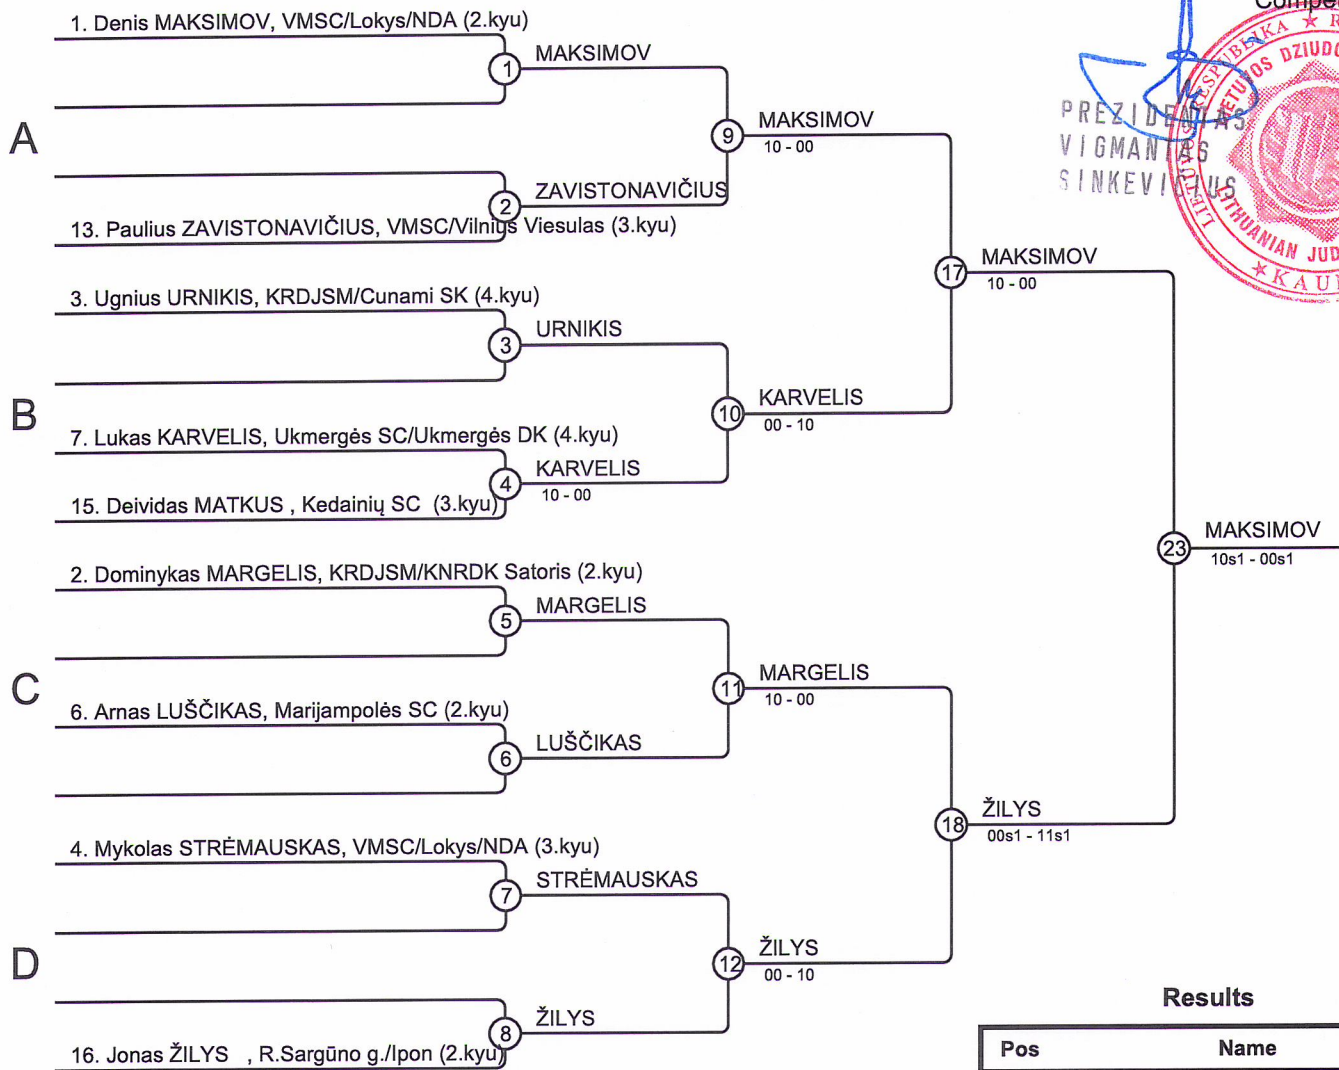 1. Denis MAKSIMOV, VMSC/Lokys/NDA (2.kyu)
1
MAKSIMOV
A
9
MAKSIMOV
10 - 00
2
ZAVISTONAVIČIUS
13. Paulius ZAVISTONAVIČIUS, VMSC/Vilnius Viesulas (3.kyu)
17
MAKSIMOV
10 - 00
3. Ugnius URNIKIS, KRDJSM/Cunami SK (4.kyu)
3
URNIKIS
B
10
KARVELIS
00 - 10
7. Lukas KARVELIS, Ukmergės SC/Ukmergės DK (4.kyu)
4
KARVELIS
10 - 00
15. Deividas MATKUS , Kedainių SC (3.kyu)
23
MAKSIMOV
10s1 - 00s1
2. Dominykas MARGELIS, KRDJSM/KNRDK Satoris (2.kyu)
5
MARGELIS
C
11
MARGELIS
10 - 00
6. Arnas LUŠČIKAS, Marijampolės SC (2.kyu)
6
LUŠČIKAS
18
ŽILYS
00s1 - 11s1
4. Mykolas STRĖMAUSKAS, VMSC/Lokys/NDA (3.kyu)
7
STRĖMAUSKAS
D
12
ŽILYS
00 - 10
8
ŽILYS
16. Jonas ŽILYS , R.Sargūno g./Ipon (2.kyu)
PREZIDENTAS
VIGMANTAS
SINKEVIČIUS
LIETUVOS RESPUBLIKA
LIETUVOS DZIUDO
LITHUANIAN JUD
Results
Pos Name